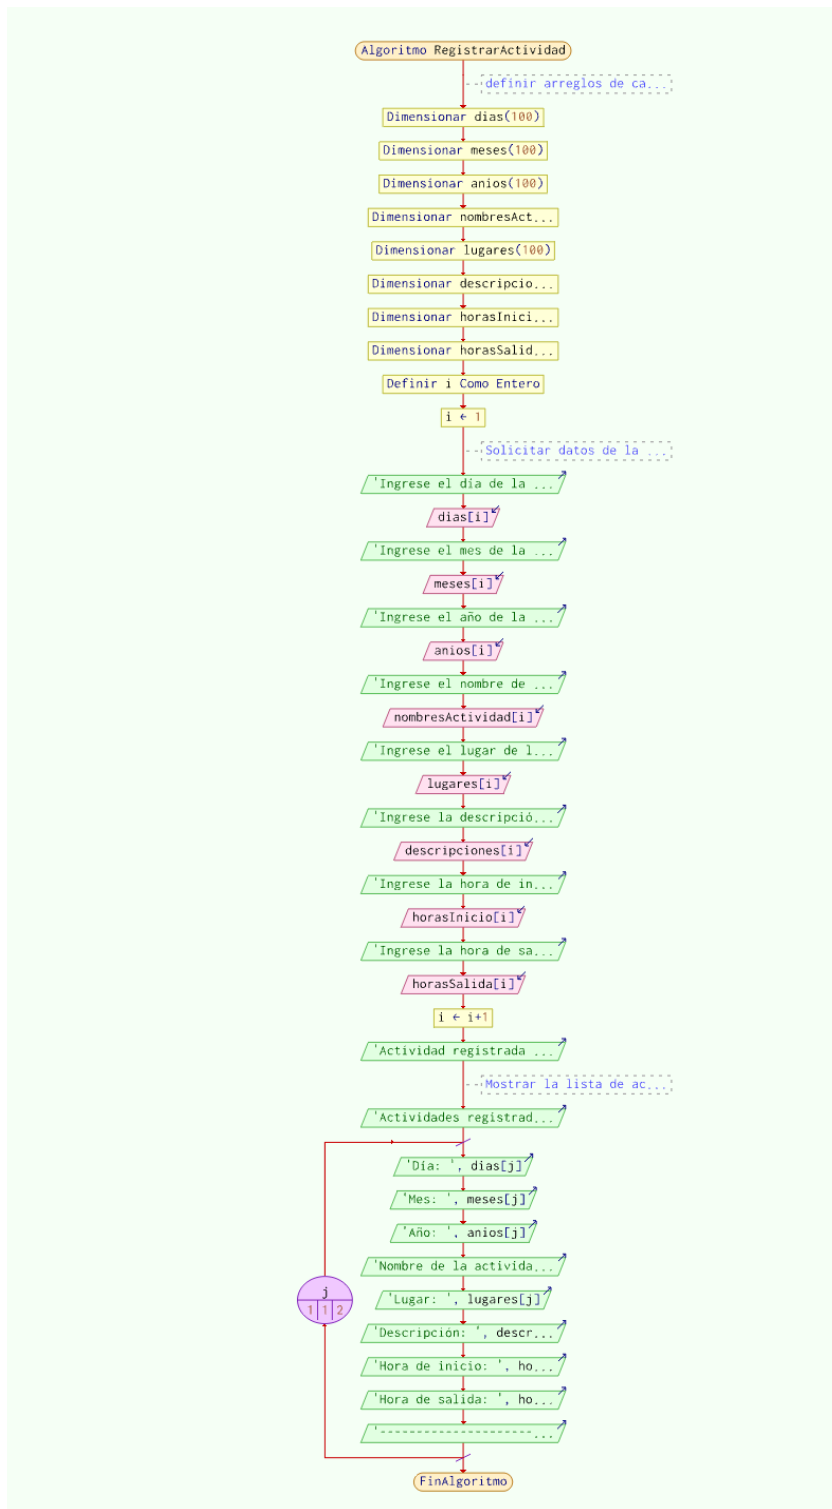 Algoritmo RegistrarActividad
definir arreglos de ca...
Dimensionar dias(100)
Dimensionar meses(100)
Dimensionar anios(100)
Dimensionar nombresAct...
Dimensionar lugares(100)
Dimensionar descripcio...
Dimensionar horasInici...
Dimensionar horasSalid...
Definir i Como Entero
i ← 1
Solicitar datos de la ...
'Ingrese el día de la ...
dias[i]
'Ingrese el mes de la ...
meses[i]
'Ingrese el año de la ...
anios[i]
'Ingrese el nombre de ...
nombresActividad[i]
'Ingrese el lugar de l...
lugares[i]
'Ingrese la descripció...
descripciones[i]
'Ingrese la hora de in...
horasInicio[i]
'Ingrese la hora de sa...
horasSalida[i]
i ← i+1
'Actividad registrada ...
Mostrar la lista de ac...
'Actividades registrad...
'Día: ', dias[j]
'Mes: ', meses[j]
'Año: ', anios[j]
'Nombre de la activida...
j
1 1 2
'Lugar: ', lugares[j]
'Descripción: ', descr...
'Hora de inicio: ', ho...
'Hora de salida: ', ho...
'---------------------...
FinAlgoritmo